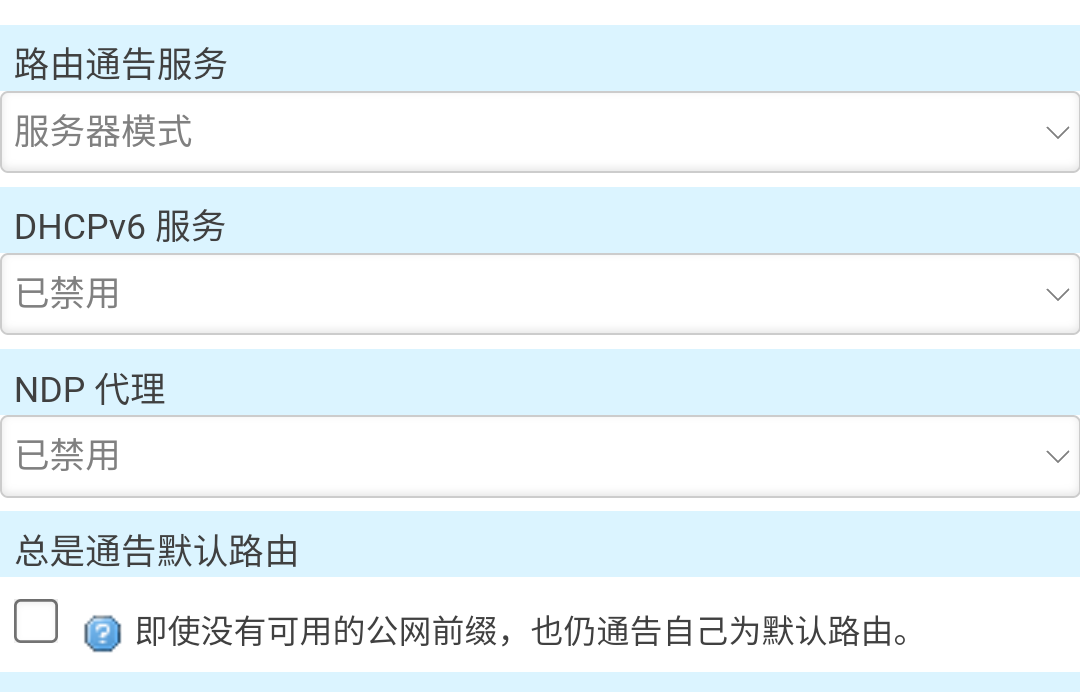 路由通告服务
服务器模式
DHCPv6 服务
已禁用
NDP 代理
已禁用
总是通告默认路由
即使没有可用的公网前缀，也仍通告自己为默认路由。